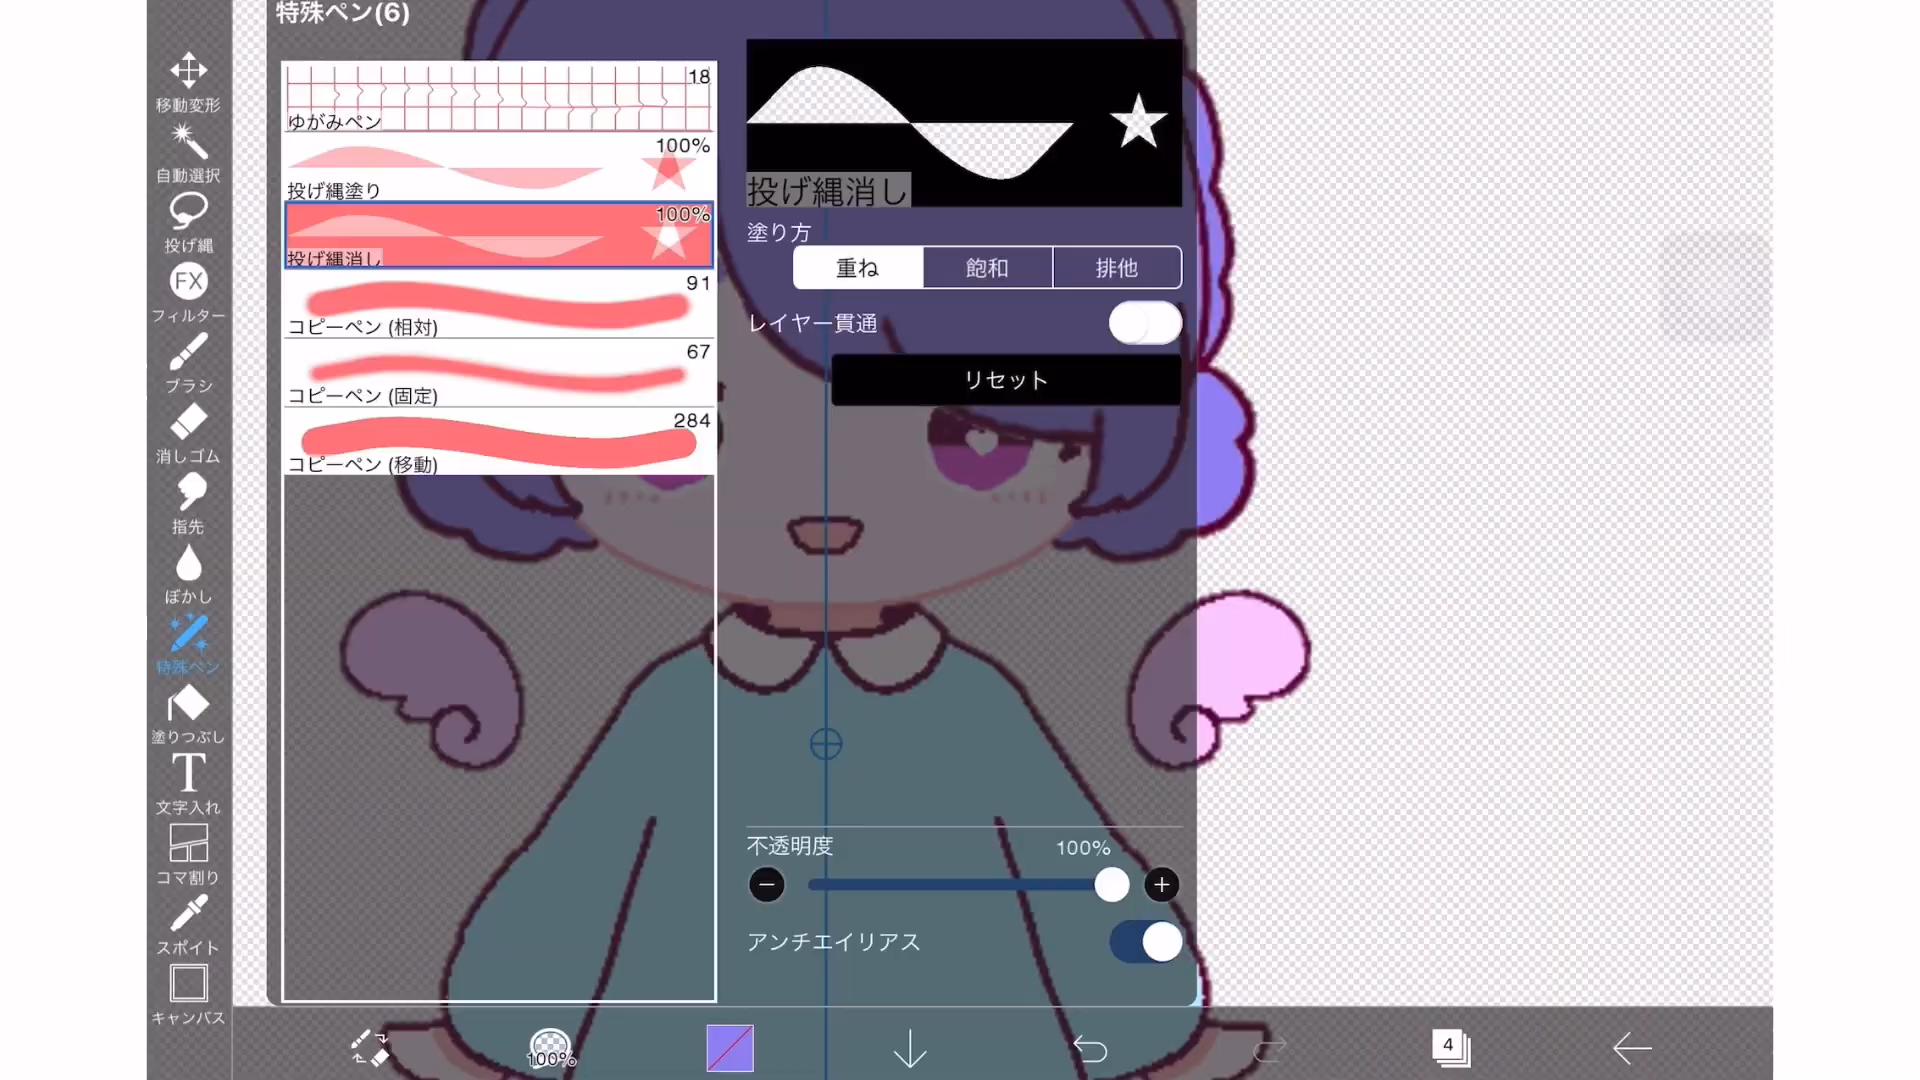 特殊ペン(6)
移動変形
自動選択
投げ縄
FX
フィルター
ブラシ
消しゴム
指先
ぼかし
特殊ペン
塗りつぶし
T
文字入れ
コマ割り
スポイト
キャンバス
18
ゆがみペン
100%
投げ縄塗り
100%
投げ縄消し
91
コピーペン (相対)
67
コピーペン (固定)
284
コピーペン (移動)
投げ縄消し
塗り方
重ね 飽和 排他
レイヤー貫通
リセット
不透明度 100%
アンチエイリアス
100%
4